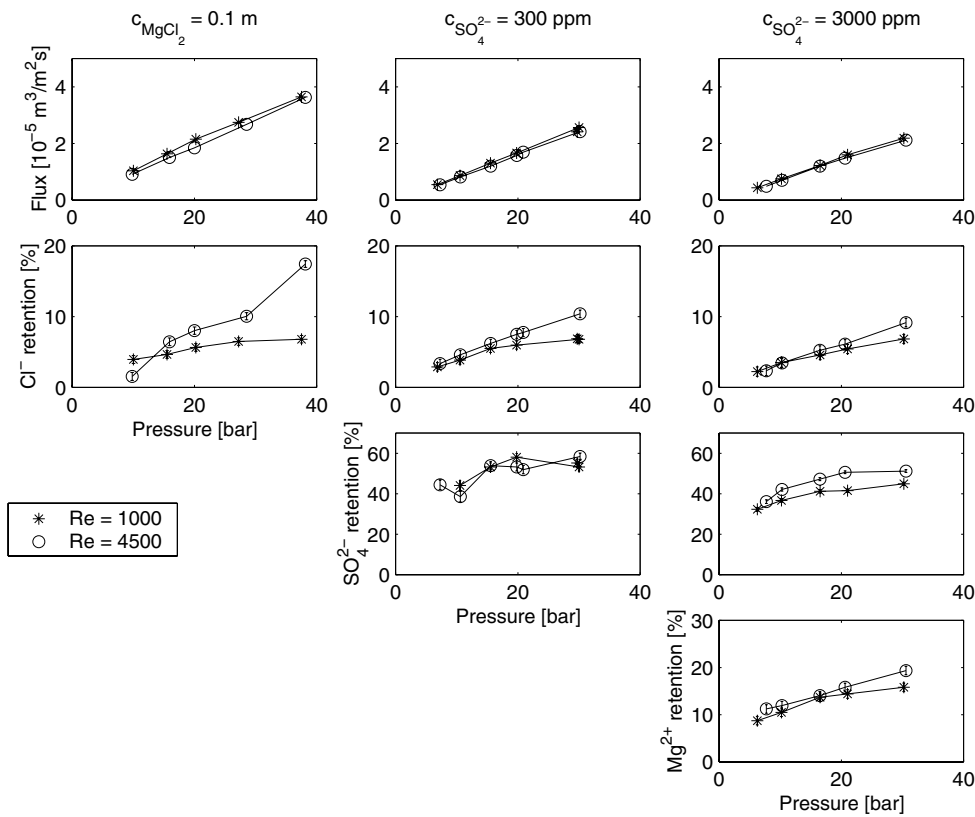 c_MgCl_2 = 0.1 m
c_SO_4^2− = 300 ppm
c_SO_4^2− = 3000 ppm
Flux [10^−5 m^3/m^2s]
4
2
0
0 20 40
4
2
0
0 20 40
4
2
0
0 20 40
Cl^− retention [%]
20
10
0
0 20 40
Pressure [bar]
20
10
0
0 20 40
20
10
0
0 20 40
Re = 1000
Re = 4500
SO_4^2− retention [%]
60
40
20
0
0 20 40
Pressure [bar]
60
40
20
0
0 20 40
Mg^2+ retention [%]
30
20
10
0
0 20 40
Pressure [bar]